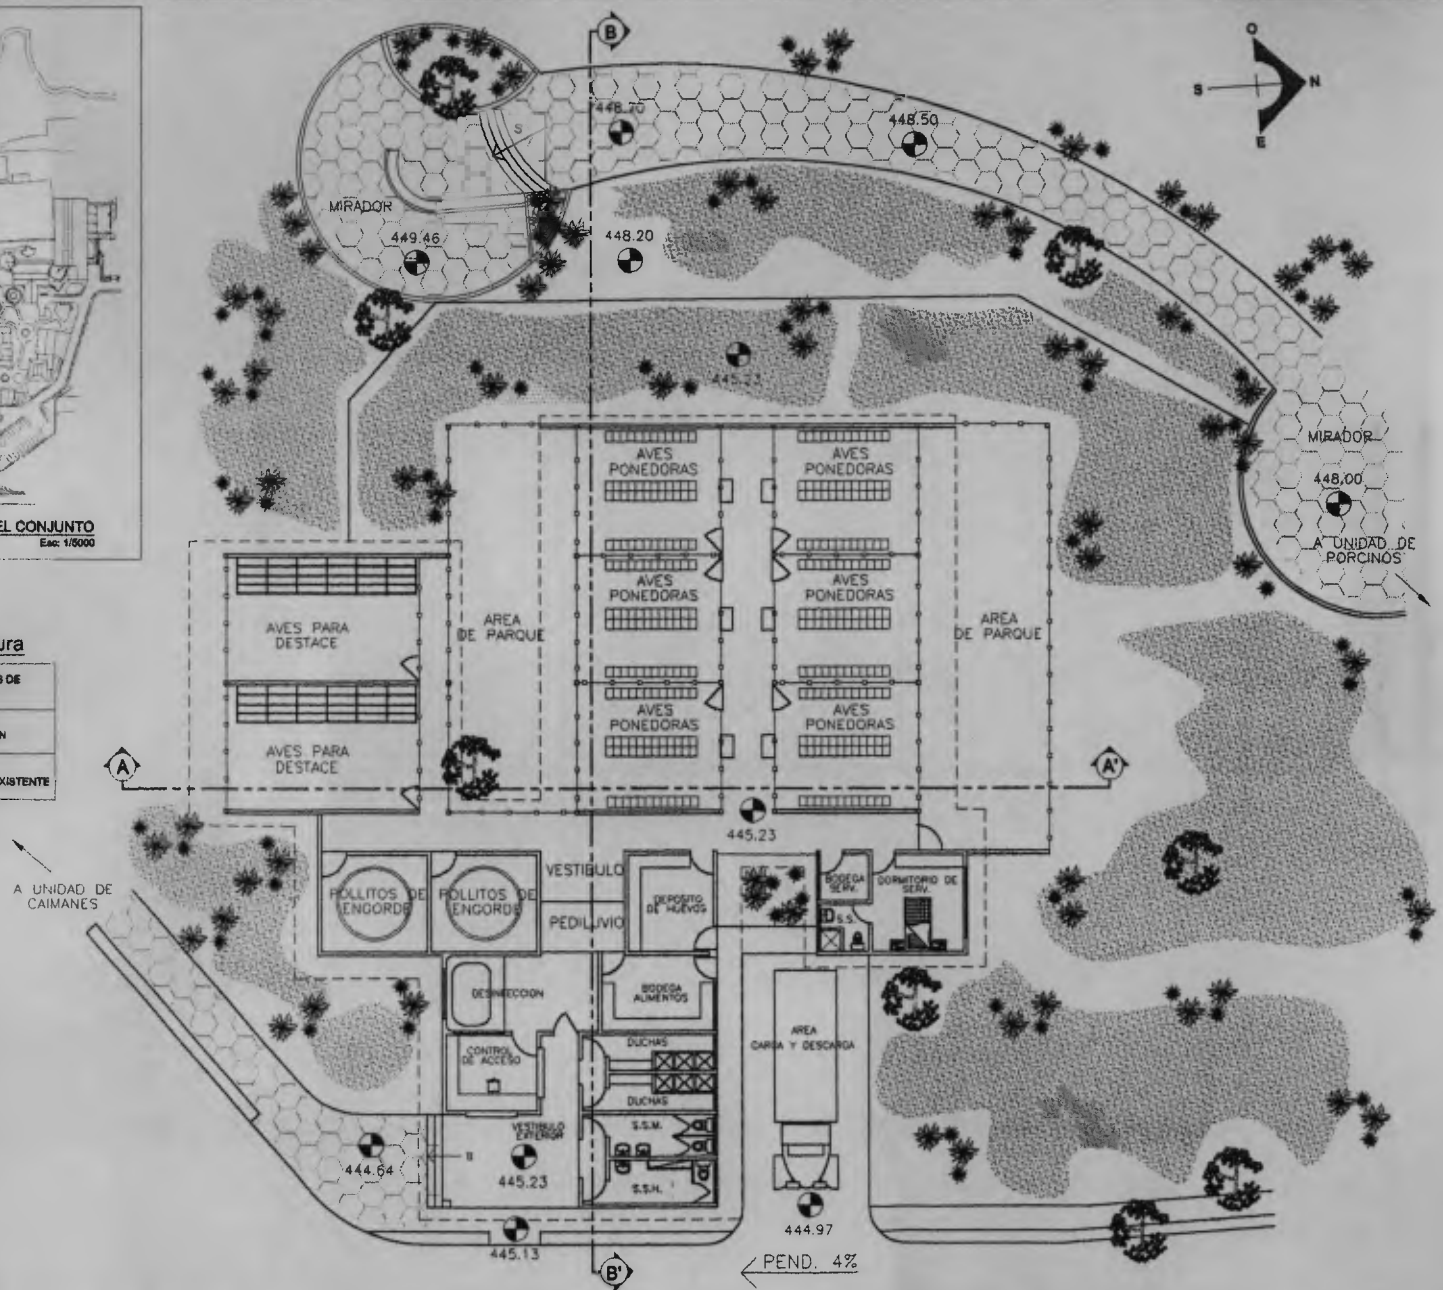 B
O
S
N
E
448.20
448.50
S
MIRADOR
449.46
448.20
445.23
MIRADOR
448.00
A UNIDAD DE
PORCINOS
EL CONJUNTO
Esc: 1/5000
AVES
PONEDORAS
AVES
PONEDORAS
AVES
PONEDORAS
AVES
PONEDORAS
AVES
PONEDORAS
AVES
PONEDORAS
AREA
DE PARQUE
AREA
DE PARQUE
AVES PARA
DESTACE
AVES PARA
DESTACE
ura
S DE
N
XISTENTE
A
A'
445.23
A UNIDAD DE
CAIMANES
POLLITOS DE
ENGORDE
POLLITOS DE
ENGORDE
VESTIBULO
PEDILUVIO
DEPOSITO
DE HUEVOS
BODEGA
SERV.
DORMITORIO DE
SERV.
S.S.
DESINFECCION
BODEGA
ALIMENTOS
AREA
CARGA Y DESCARGA
CONTROL
DE ACCESO
DUCHAS
DUCHAS
VESTIBULO
EXTERIOR
S.S.M.
S.S.H.
444.64
445.23
445.13
444.97
B'
PEND. 4%